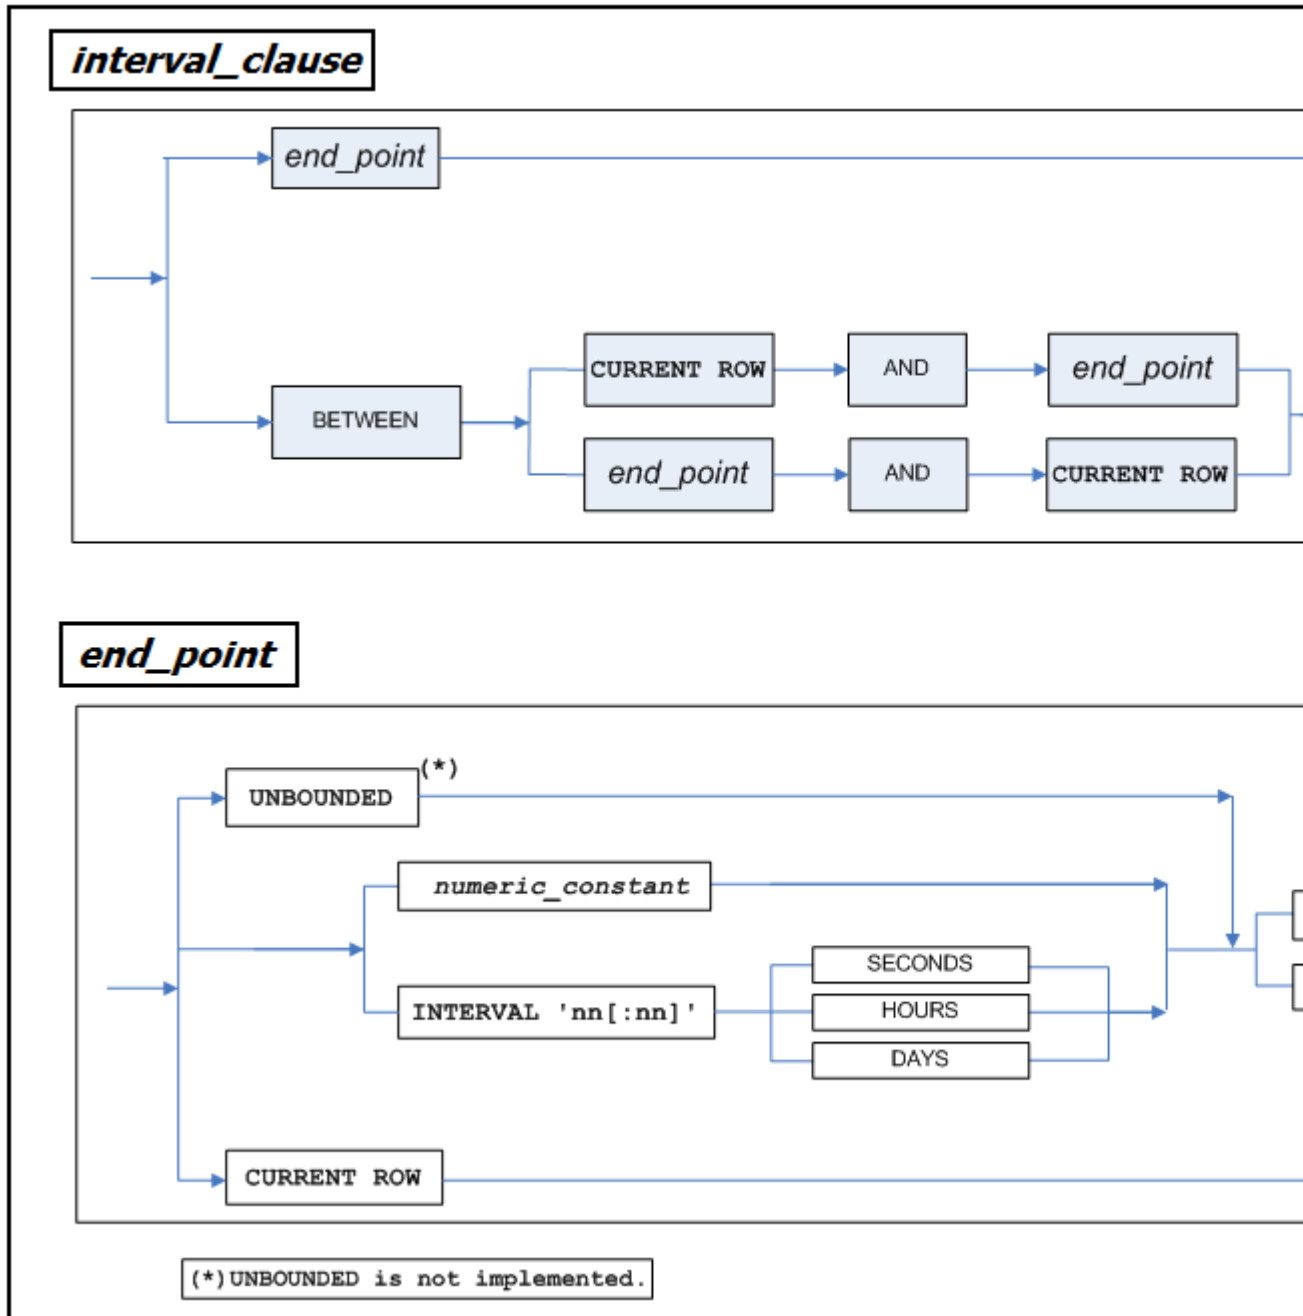 interval_clause
end_point
CURRENT ROW AND end_point
BETWEEN
end_point AND CURRENT ROW
end_point
(*)
UNBOUNDED
numeric_constant
SECONDS
INTERVAL 'nn[:nn]' HOURS
DAYS
CURRENT ROW
(*)UNBOUNDED is not implemented.